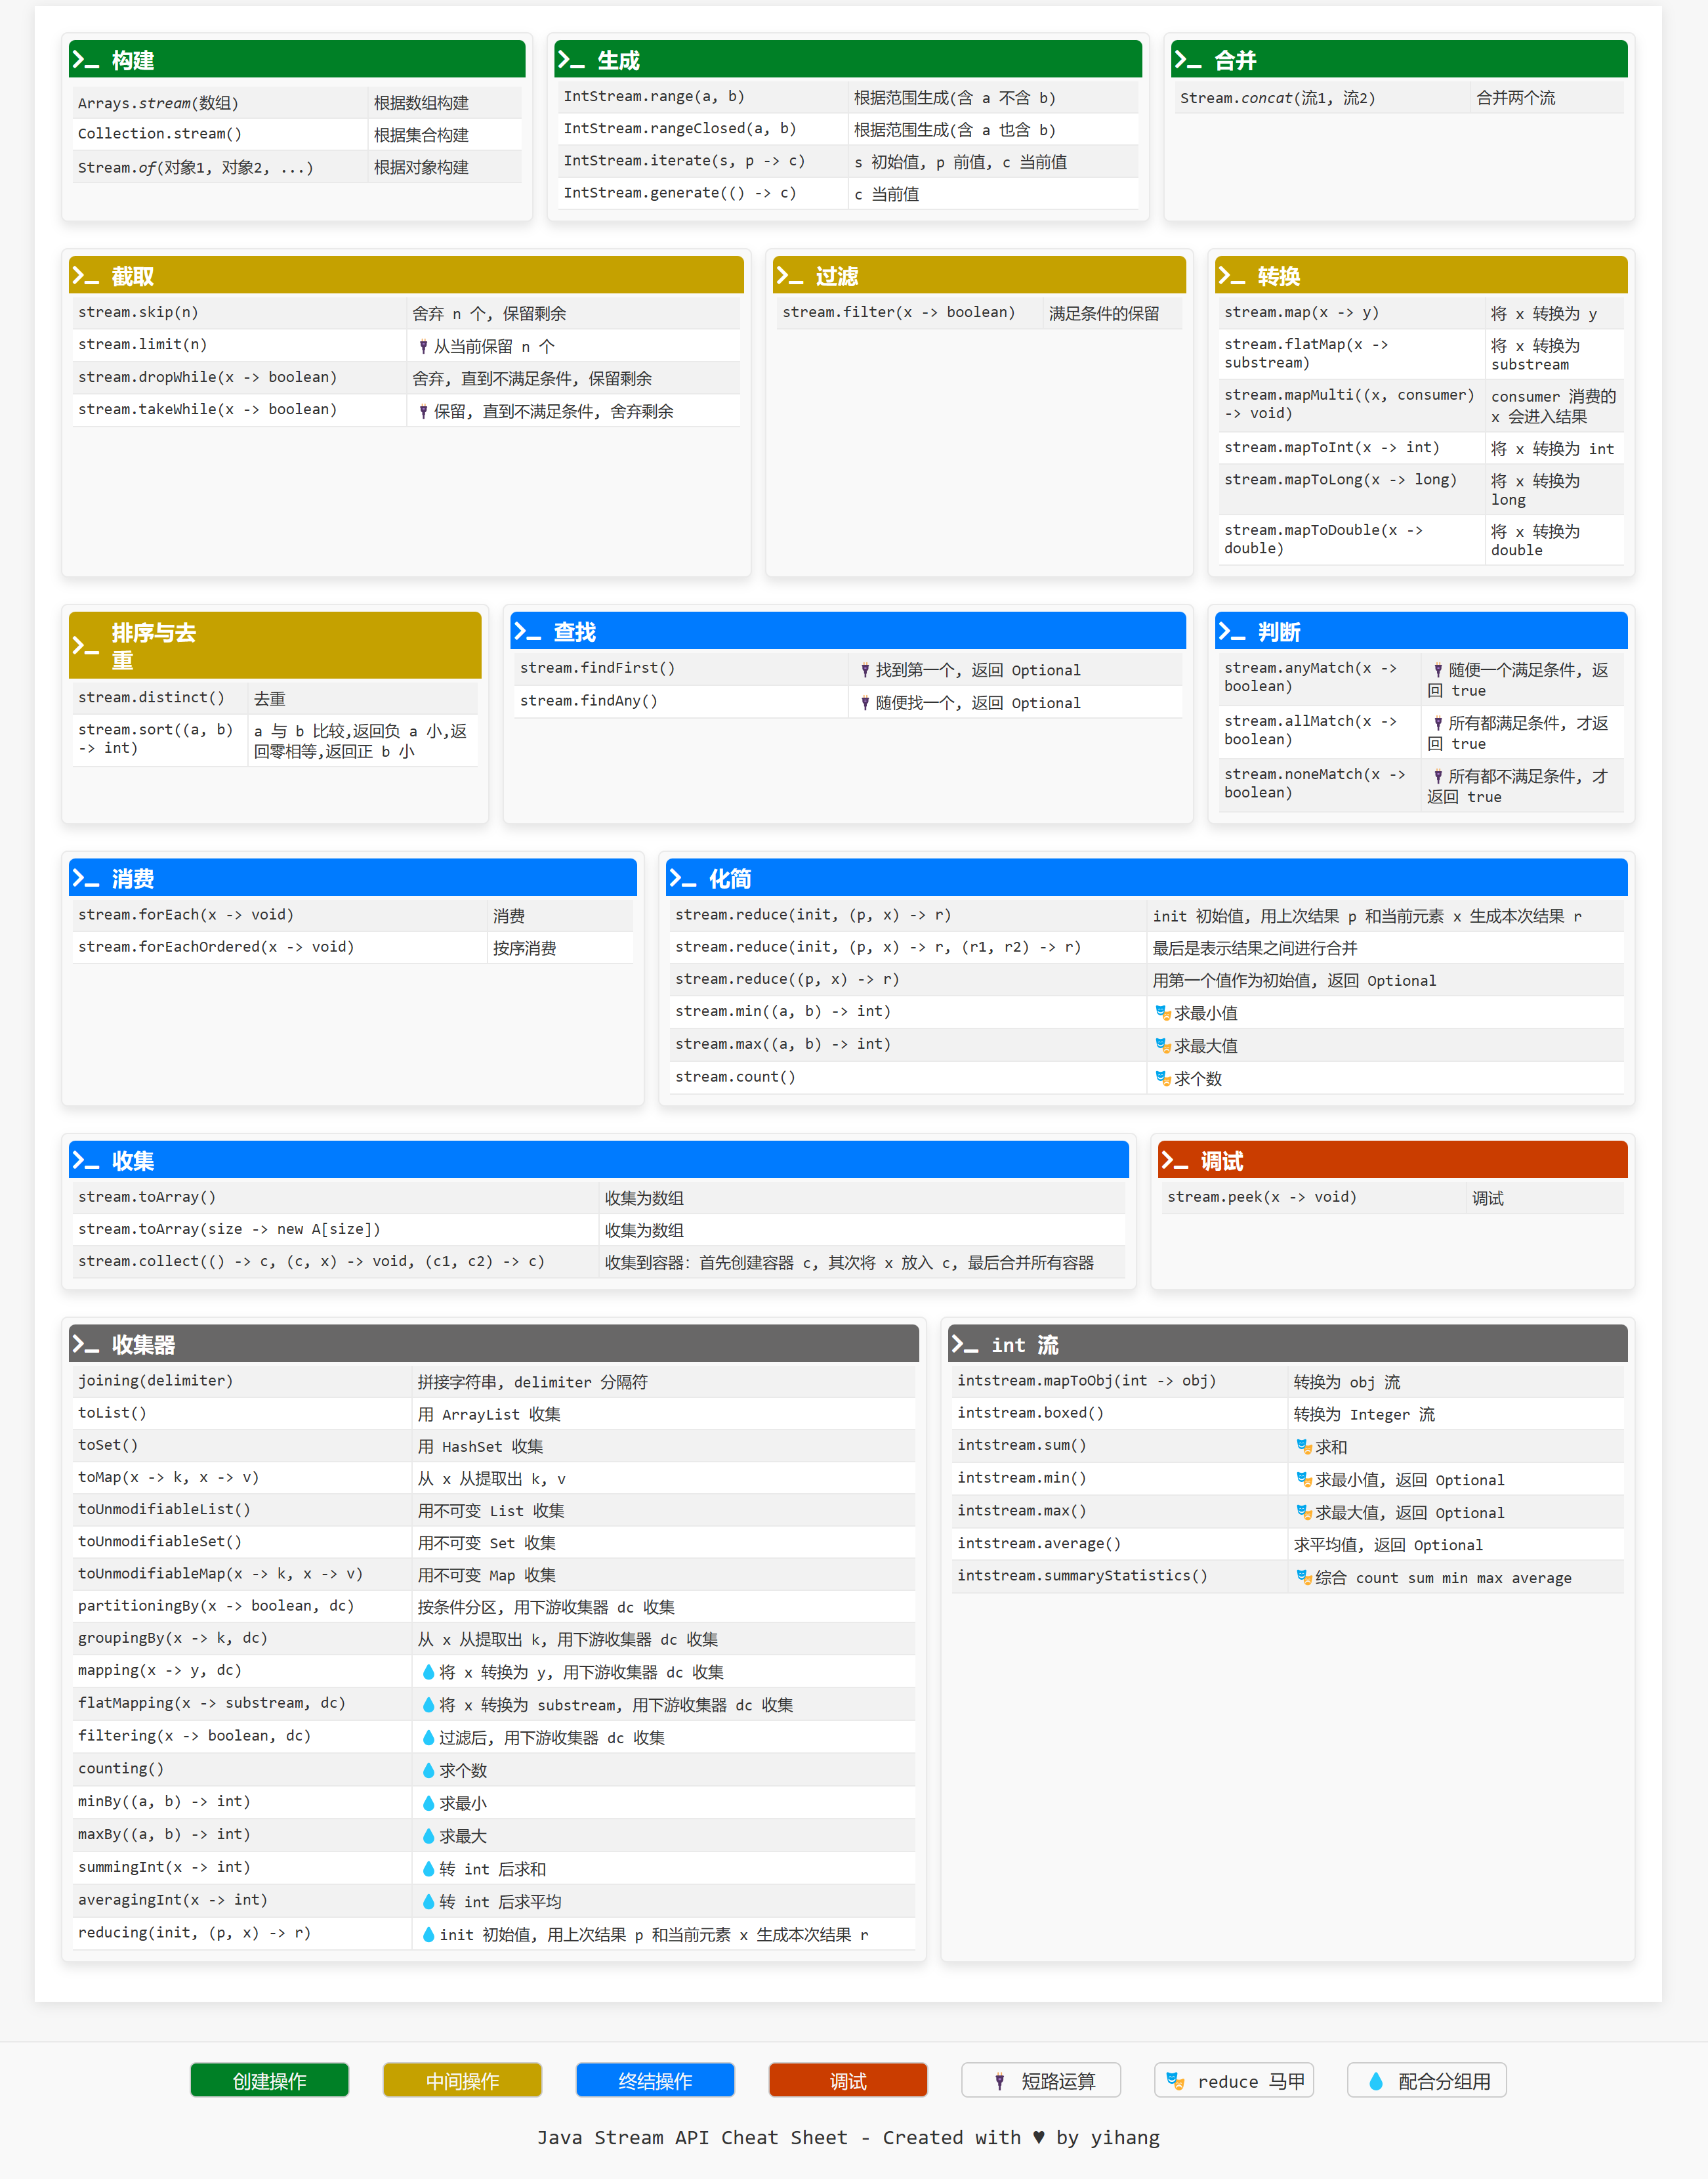 构建
Arrays.stream(数组) 根据数组构建
Collection.stream() 根据集合构建
Stream.of(对象1, 对象2, ...) 根据对象构建
生成
IntStream.range(a, b) 根据范围生成(含 a 不含 b)
IntStream.rangeClosed(a, b) 根据范围生成(含 a 也含 b)
IntStream.iterate(s, p -> c) s 初始值, p 前值, c 当前值
IntStream.generate(() -> c) c 当前值
合并
Stream.concat(流1, 流2) 合并两个流
截取
stream.skip(n) 舍弃 n 个, 保留剩余
stream.limit(n) 从当前保留 n 个
stream.dropWhile(x -> boolean) 舍弃, 直到不满足条件, 保留剩余
stream.takeWhile(x -> boolean) 保留, 直到不满足条件, 舍弃剩余
过滤
stream.filter(x -> boolean) 满足条件的保留
转换
stream.map(x -> y) 将 x 转换为 y
stream.flatMap(x ->
substream)
将 x 转换为
substream
stream.mapMulti((x, consumer)
-> void)
consumer 消费的
x 会进入结果
stream.mapToInt(x -> int) 将 x 转换为 int
stream.mapToLong(x -> long)
将 x 转换为
long
stream.mapToDouble(x ->
double)
将 x 转换为
double
排序与去
重
stream.distinct() 去重
stream.sort((a, b)
-> int)
a 与 b 比较,返回负 a 小,返
回零相等,返回正 b 小
查找
stream.findFirst() 找到第一个, 返回 Optional
stream.findAny() 随便找一个, 返回 Optional
判断
stream.anyMatch(x ->
boolean)
随便一个满足条件, 返
回 true
stream.allMatch(x ->
boolean)
所有都满足条件, 才返
回 true
stream.noneMatch(x ->
boolean)
所有都不满足条件, 才
返回 true
消费
stream.forEach(x -> void) 消费
stream.forEachOrdered(x -> void) 按序消费
化简
stream.reduce(init, (p, x) -> r) init 初始值, 用上次结果 p 和当前元素 x 生成本次结果 r
stream.reduce(init, (p, x) -> r, (r1, r2) -> r) 最后是表示结果之间进行合并
stream.reduce((p, x) -> r) 用第一个值作为初始值, 返回 Optional
stream.min((a, b) -> int) 求最小值
stream.max((a, b) -> int) 求最大值
stream.count() 求个数
收集
stream.toArray() 收集为数组
stream.toArray(size -> new A[size]) 收集为数组
stream.collect(() -> c, (c, x) -> void, (c1, c2) -> c) 收集到容器: 首先创建容器 c, 其次将 x 放入 c, 最后合并所有容器
调试
stream.peek(x -> void) 调试
收集器
joining(delimiter) 拼接字符串, delimiter 分隔符
toList() 用 ArrayList 收集
toSet() 用 HashSet 收集
toMap(x -> k, x -> v) 从 x 从提取出 k, v
toUnmodifiableList() 用不可变 List 收集
toUnmodifiableSet() 用不可变 Set 收集
toUnmodifiableMap(x -> k, x -> v) 用不可变 Map 收集
partitioningBy(x -> boolean, dc) 按条件分区, 用下游收集器 dc 收集
groupingBy(x -> k, dc) 从 x 从提取出 k, 用下游收集器 dc 收集
mapping(x -> y, dc) 将 x 转换为 y, 用下游收集器 dc 收集
flatMapping(x -> substream, dc) 将 x 转换为 substream, 用下游收集器 dc 收集
filtering(x -> boolean, dc) 过滤后, 用下游收集器 dc 收集
counting() 求个数
minBy((a, b) -> int) 求最小
maxBy((a, b) -> int) 求最大
summingInt(x -> int) 转 int 后求和
averagingInt(x -> int) 转 int 后求平均
reducing(init, (p, x) -> r) init 初始值, 用上次结果 p 和当前元素 x 生成本次结果 r
int 流
intstream.mapToObj(int -> obj) 转换为 obj 流
intstream.boxed() 转换为 Integer 流
intstream.sum() 求和
intstream.min() 求最小值, 返回 Optional
intstream.max() 求最大值, 返回 Optional
intstream.average() 求平均值, 返回 Optional
intstream.summaryStatistics() 综合 count sum min max average
创建操作 中间操作 终结操作 调试 短路运算 reduce 马甲 配合分组用
Java Stream API Cheat Sheet - Created with ♥ by yihang